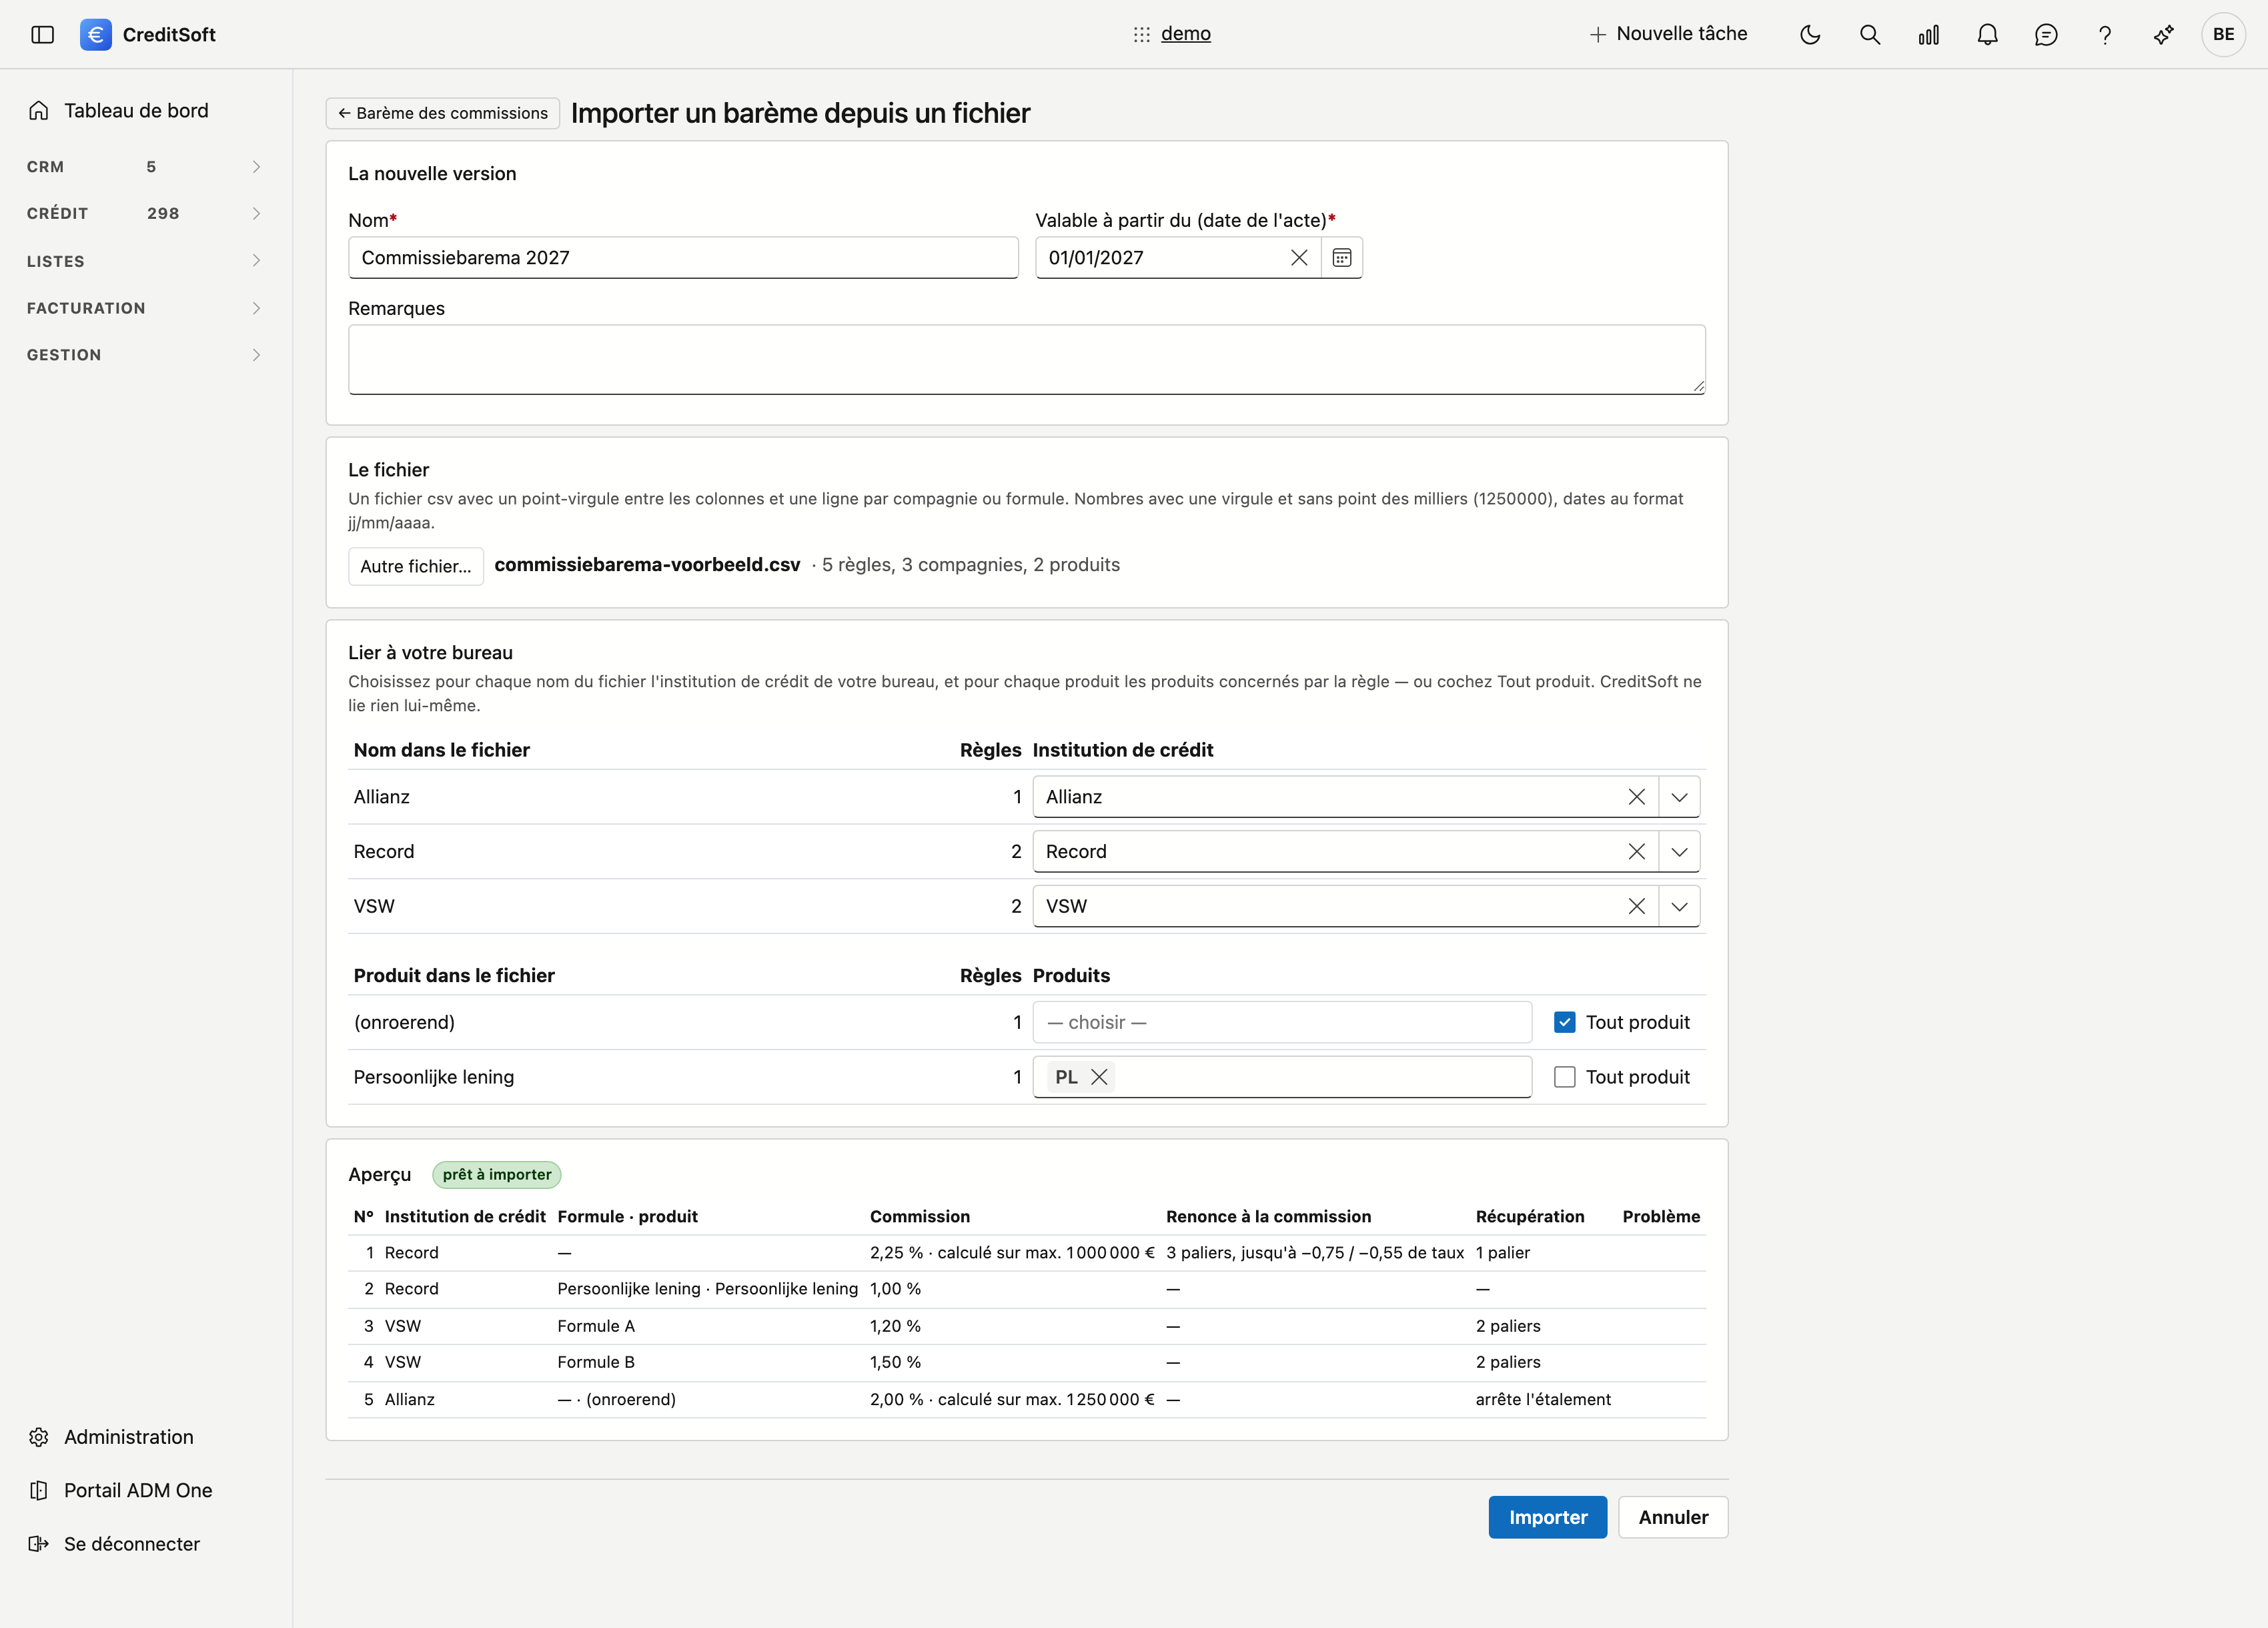 CreditSoft
demo
Nouvelle tâche
BE
Tableau de bord
CRM 5
CRÉDIT 298
LISTES
FACTURATION
GESTION
Administration
Portail ADM One
Se déconnecter
← Barème des commissions
Importer un barème depuis un fichier
La nouvelle version
Nom* Valable à partir du (date de l'acte)*
Commissiebarema 2027 01/01/2027
Remarques
Le fichier
Un fichier csv avec un point-virgule entre les colonnes et une ligne par compagnie ou formule. Nombres avec une virgule et sans point des milliers (1250000), dates au format
jj/mm/aaaa.
Autre fichier... commissiebarema-voorbeeld.csv · 5 règles, 3 compagnies, 2 produits
Lier à votre bureau
Choisissez pour chaque nom du fichier l'institution de crédit de votre bureau, et pour chaque produit les produits concernés par la règle — ou cochez Tout produit. CreditSoft ne
lie rien lui-même.
Nom dans le fichier Règles Institution de crédit
Allianz 1 Allianz
Record 2 Record
VSW 2 VSW
Produit dans le fichier Règles Produits
(onroerend) 1 — choisir — Tout produit
Persoonlijke lening 1 PL Tout produit
Aperçu prêt à importer
N° Institution de crédit Formule · produit Commission Renonce à la commission Récupération Problème
1 Record — 2,25 % · calculé sur max. 1 000 000 € 3 paliers, jusqu'à −0,75 / −0,55 de taux 1 palier
2 Record Persoonlijke lening · Persoonlijke lening 1,00 % — —
3 VSW Formule A 1,20 % — 2 paliers
4 VSW Formule B 1,50 % — 2 paliers
5 Allianz — · (onroerend) 2,00 % · calculé sur max. 1 250 000 € — arrête l'étalement
Importer Annuler